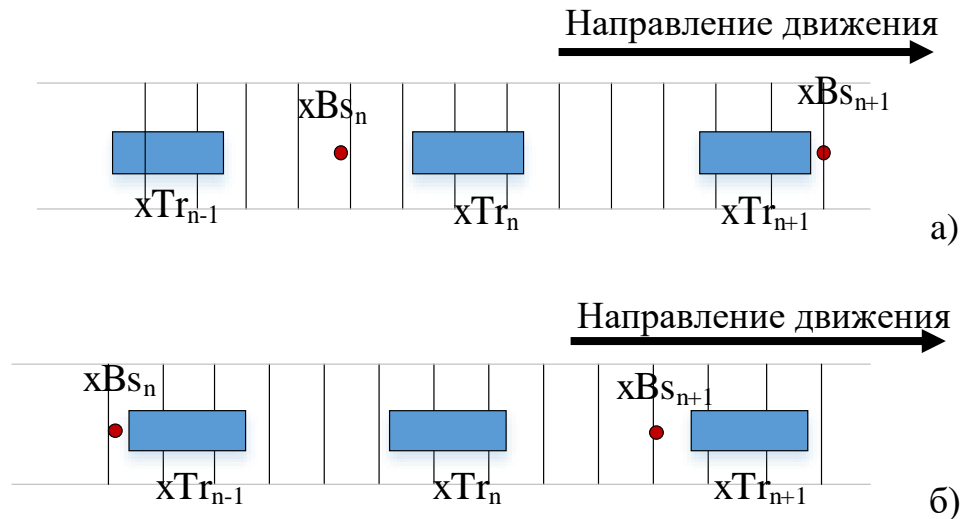 Направление движения
xBsₙ xBsₙ₊₁
xTrₙ₋₁ xTrₙ xTrₙ₊₁
а)
Направление движения
xBsₙ xBsₙ₊₁
xTrₙ₋₁ xTrₙ xTrₙ₊₁
б)